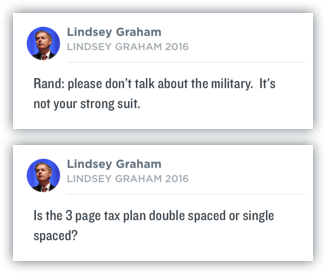 Lindsey Graham
LINDSEY GRAHAM 2016
Rand: please don't talk about the military.  It's
not your strong suit.
Lindsey Graham
LINDSEY GRAHAM 2016
Is the 3 page tax plan double spaced or single
spaced?